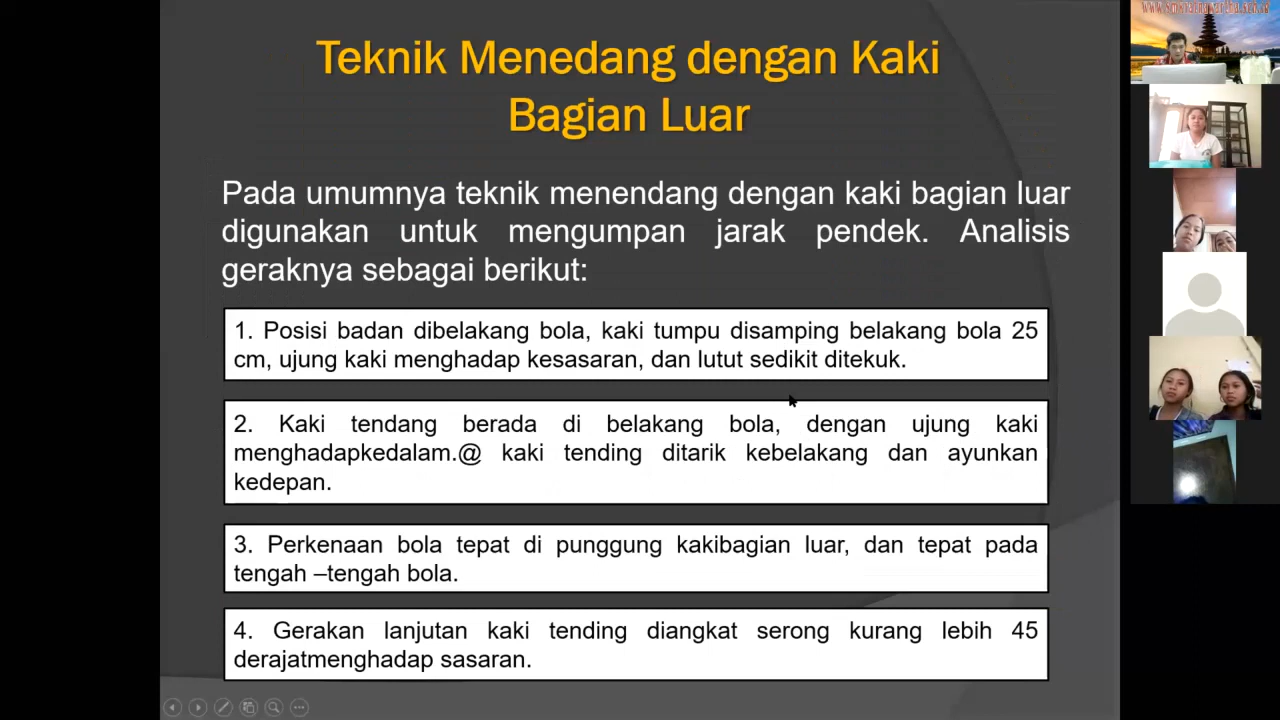 Teknik Menedang dengan Kaki
Bagian Luar
Pada umumnya teknik menendang dengan kaki bagian luar
digunakan untuk mengumpan jarak pendek. Analisis
geraknya sebagai berikut:
1. Posisi badan dibelakang bola, kaki tumpu disamping belakang bola 25
cm, ujung kaki menghadap kesasaran, dan lutut sedikit ditekuk.
2. Kaki tendang berada di belakang bola, dengan ujung kaki
menghadapkedalam.@ kaki tending ditarik kebelakang dan ayunkan
kedepan.
3. Perkenaan bola tepat di punggung kakibagian luar, dan tepat pada
tengah –tengah bola.
4. Gerakan lanjutan kaki tending diangkat serong kurang lebih 45
derajatmenghadap sasaran.